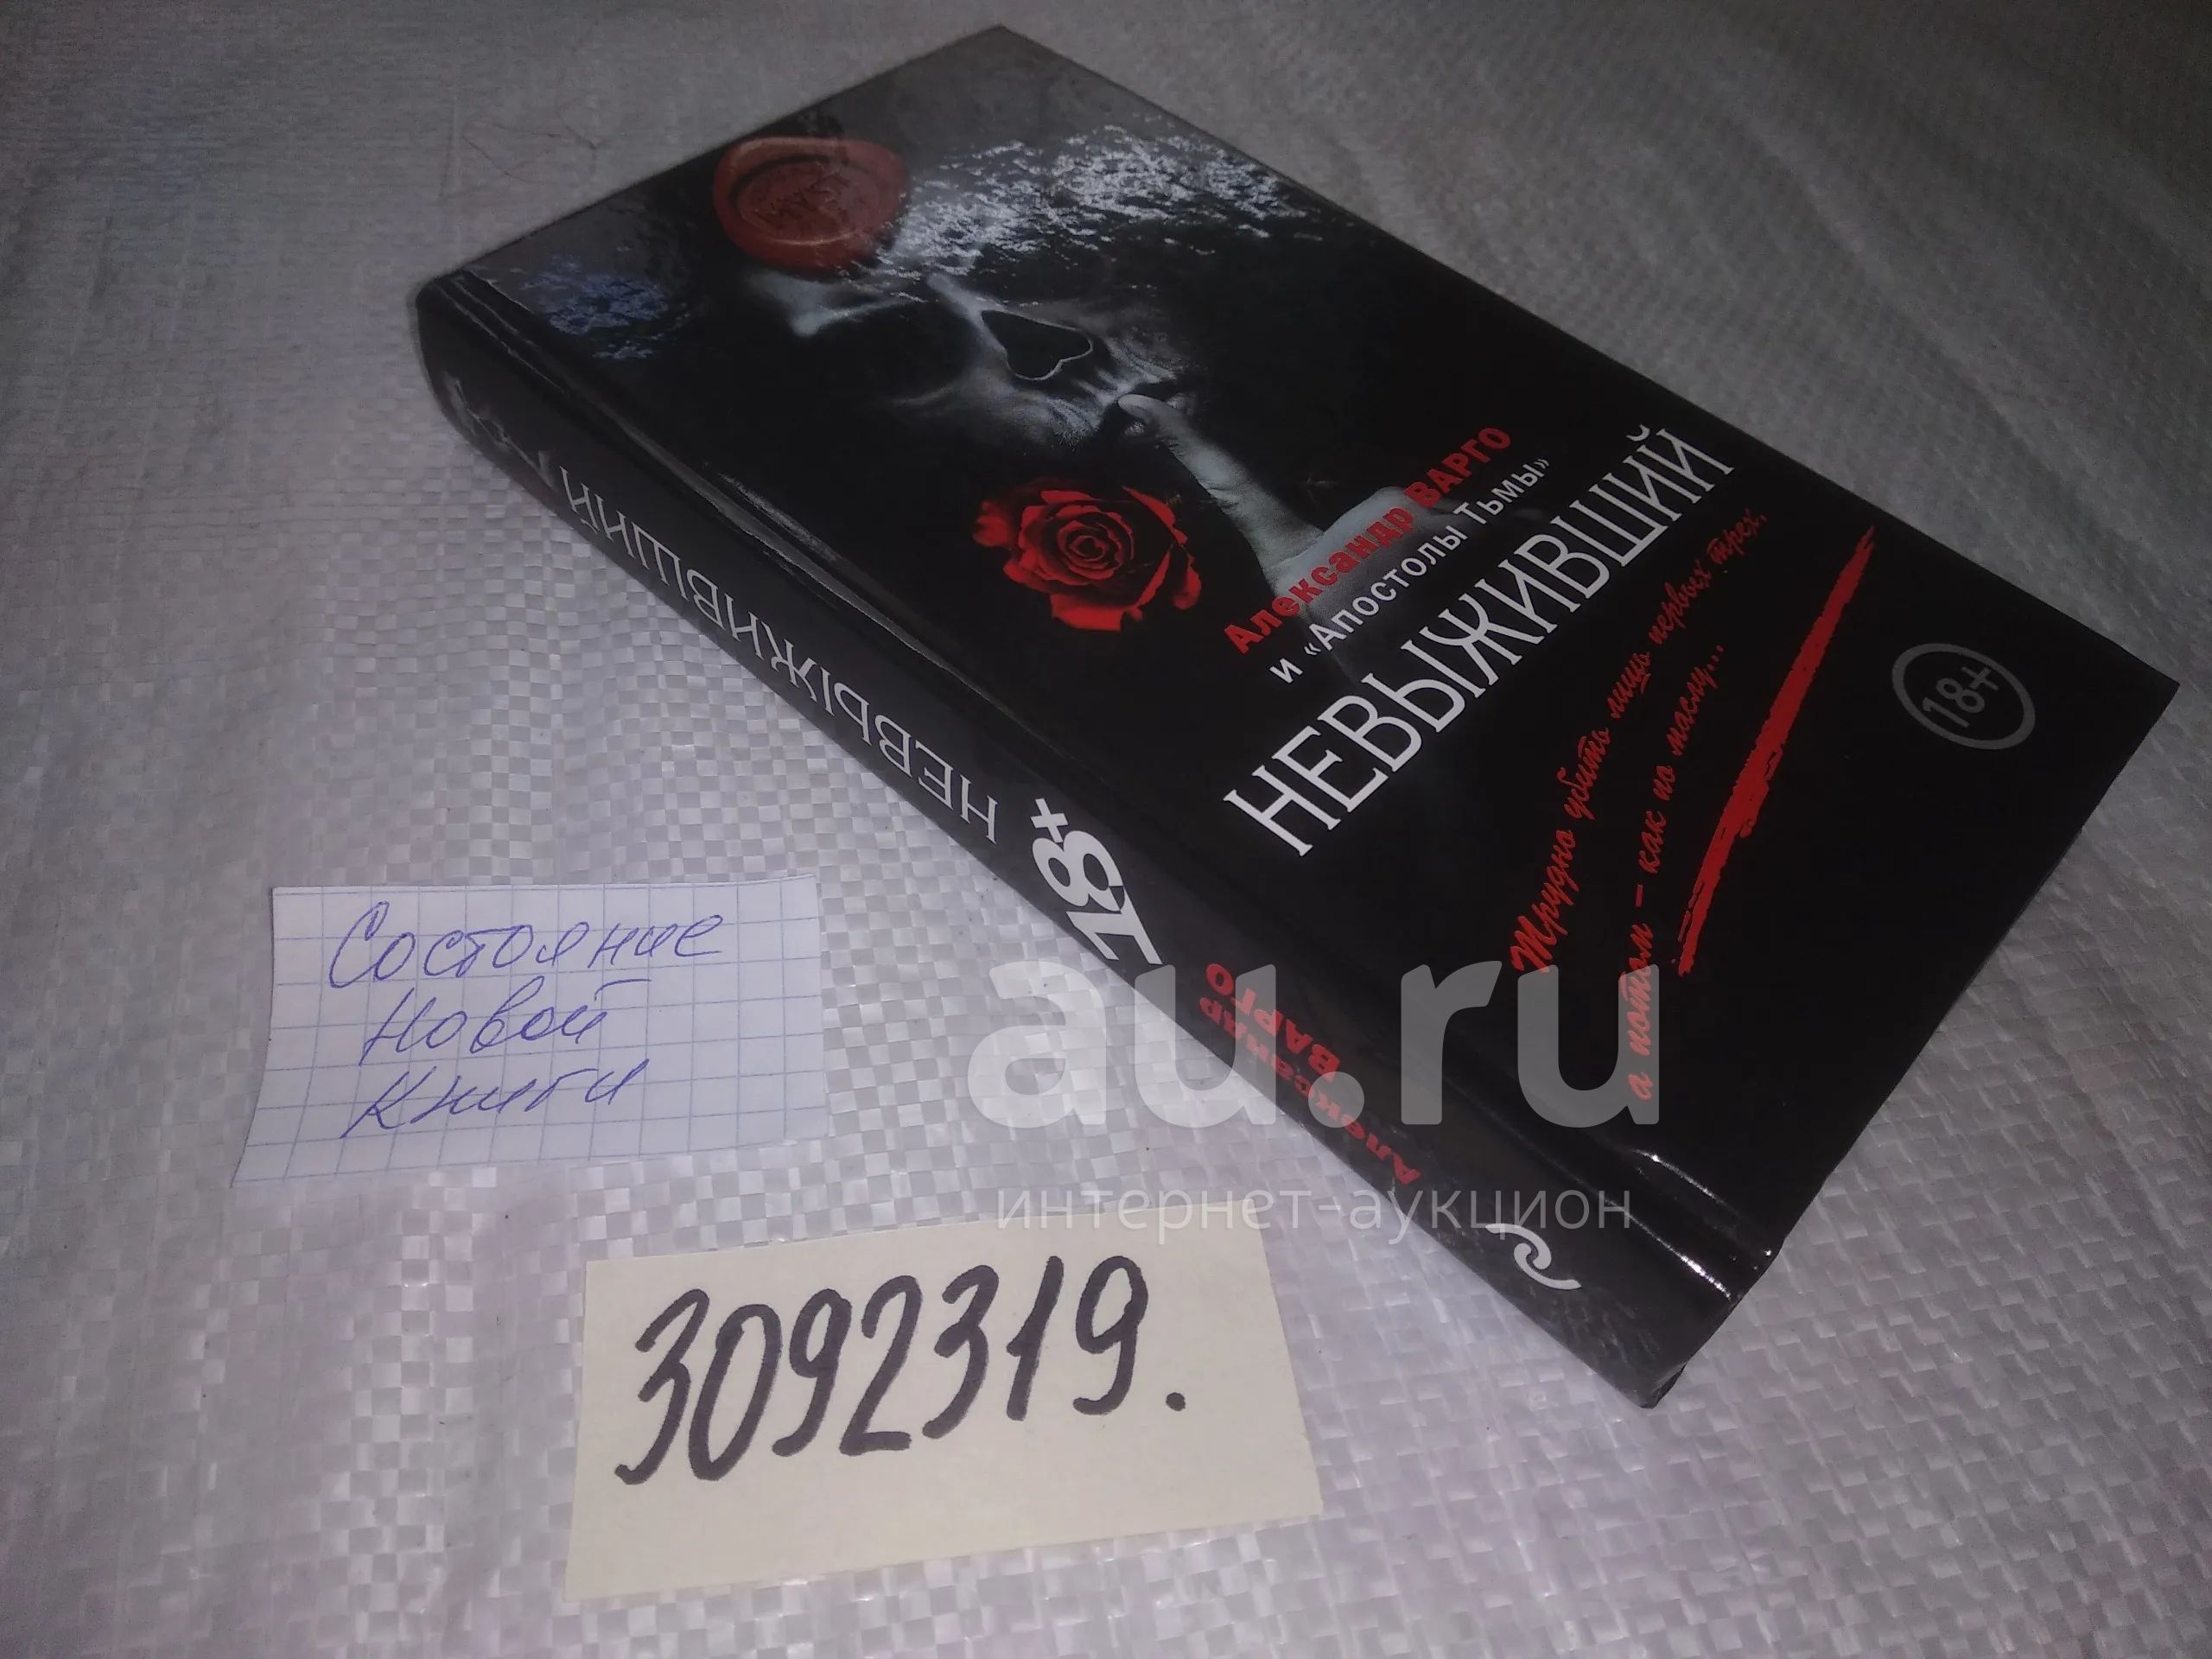 MYST
Александр ВАРГО
и «Апостолы Тьмы»
НЕВЫЖИВШИЙ
Трудно убить лишь первых трех,
а потом – как по маслу...
18+
НЕВЫЖИВШИЙ
18+
Александр
ВАРГО
Состояние
новой
книги
3092319.
au.ru
интернет-аукцион